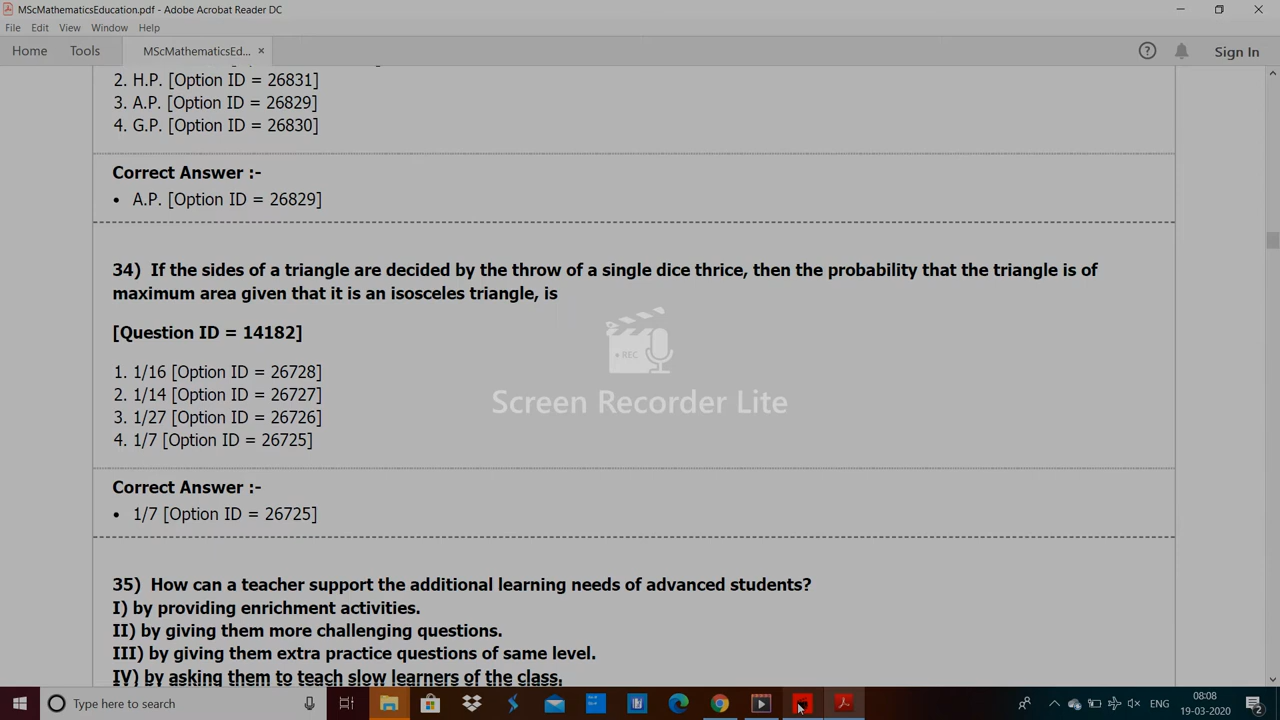 MScMathematicsEducation.pdf - Adobe Acrobat Reader DC
File Edit View Window Help
Home Tools MScMathematicsEd... × Sign In
2. H.P. [Option ID = 26831]
3. A.P. [Option ID = 26829]
4. G.P. [Option ID = 26830]
Correct Answer :-
• A.P. [Option ID = 26829]
34) If the sides of a triangle are decided by the throw of a single dice thrice, then the probability that the triangle is of
maximum area given that it is an isosceles triangle, is
[Question ID = 14182]
1. 1/16 [Option ID = 26728]
2. 1/14 [Option ID = 26727]
3. 1/27 [Option ID = 26726]
4. 1/7 [Option ID = 26725]
• REC
Screen Recorder Lite
Correct Answer :-
• 1/7 [Option ID = 26725]
35) How can a teacher support the additional learning needs of advanced students?
I) by providing enrichment activities.
II) by giving them more challenging questions.
III) by giving them extra practice questions of same level.
IV) by asking them to teach slow learners of the class.
Type here to search
ENG
08:08
19-03-2020
2